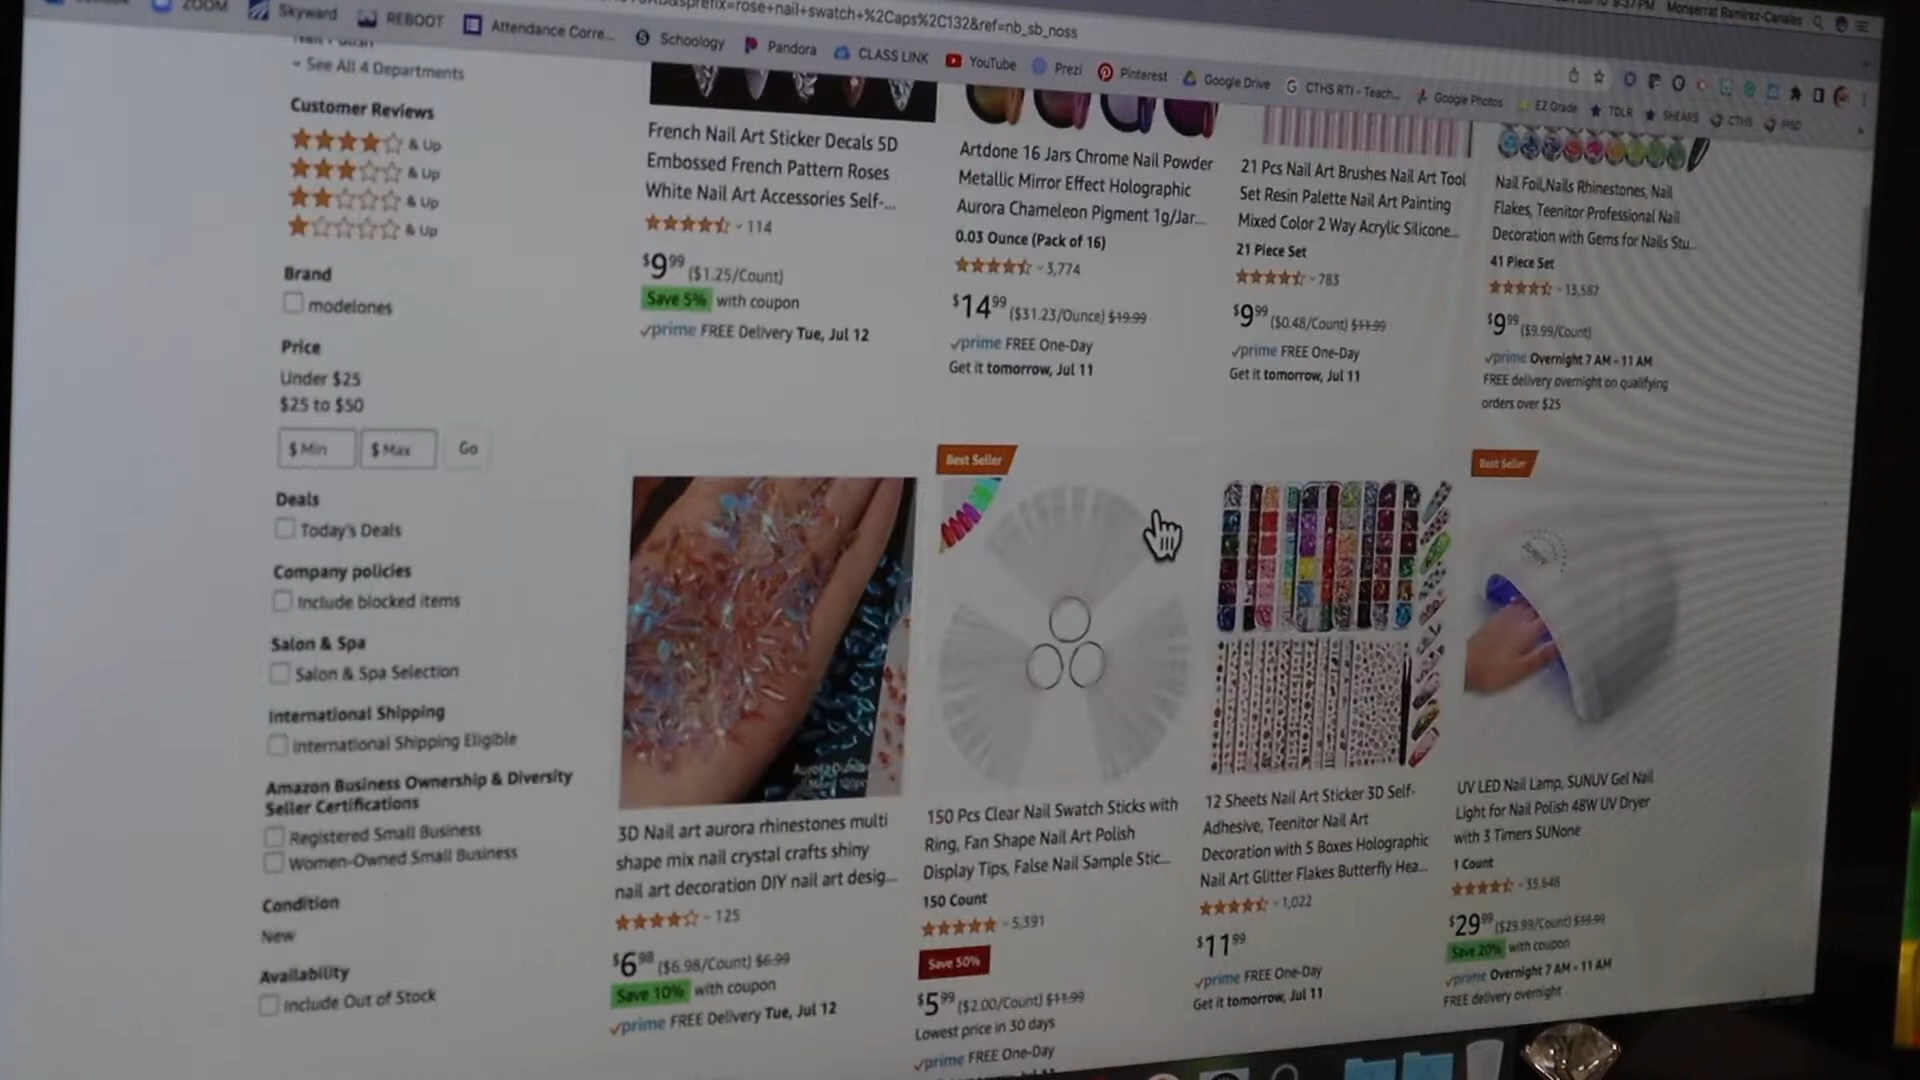 9:37 PM Monserrat Ramirez-Canales
sprefix=rose+nail+swatch+%2Caps%2C132&ref=nb_sb_noss
ZOOM
Skyward
REBOOT
Attendance Corre...
Schoology
Pandora
CLASS LINK
YouTube
Prezi
Pinterest
Google Drive
CTHS RTI - Teach...
Google Photos
EZ Grade
TDLR
SHEARS
CTHS
PISD
See All 4 Departments
Customer Reviews
& Up
& Up
& Up
& Up
Brand
modelones
Price
Under $25
$25 to $50
$ Min
$ Max
Go
Deals
Today's Deals
Company policies
Include blocked items
Salon & Spa
Salon & Spa Selection
International Shipping
International Shipping Eligible
Amazon Business Ownership & Diversity
Seller Certifications
Registered Small Business
Women-Owned Small Business
Condition
New
Availability
Include Out of Stock
French Nail Art Sticker Decals 5D
Embossed French Pattern Roses
White Nail Art Accessories Self-...
114
$9.99 ($1.25/Count)
Save 5% with coupon
prime FREE Delivery Tue, Jul 12
Artdone 16 Jars Chrome Nail Powder
Metallic Mirror Effect Holographic
Aurora Chameleon Pigment 1g/Jar...
0.03 Ounce (Pack of 16)
3,774
$14.99 ($31.23/Ounce) $19.99
prime FREE One-Day
Get it tomorrow, Jul 11
21 Pcs Nail Art Brushes Nail Art Tool
Set Resin Palette Nail Art Painting
Mixed Color 2 Way Acrylic Silicone...
21 Piece Set
783
$9.99 ($0.48/Count) $11.99
prime FREE One-Day
Get it tomorrow, Jul 11
Nail Foil,Nails Rhinestones, Nail
Flakes, Teenitor Professional Nail
Decoration with Gems for Nails Stu...
41 Piece Set
13,587
$9.99 ($9.99/Count)
prime Overnight 7 AM - 11 AM
FREE delivery overnight on qualifying
orders over $25
3D Nail art aurora rhinestones multi
shape mix nail crystal crafts shiny
nail art decoration DIY nail art desig...
125
$6.98 ($6.98/Count) $6.99
Save 10% with coupon
prime FREE Delivery Tue, Jul 12
Best Seller
150 Pcs Clear Nail Swatch Sticks with
Ring, Fan Shape Nail Art Polish
Display Tips, False Nail Sample Stic...
150 Count
5,391
Save 50%
$5.99 ($2.00/Count) $11.99
Lowest price in 30 days
prime FREE One-Day
12 Sheets Nail Art Sticker 3D Self-
Adhesive, Teenitor Nail Art
Decoration with 5 Boxes Holographic
Nail Art Glitter Flakes Butterfly Hea...
1,022
$11.99
prime FREE One-Day
Get it tomorrow, Jul 11
Best Seller
UV LED Nail Lamp, SUNUV Gel Nail
Light for Nail Polish 48W UV Dryer
with 3 Timers SUNone
1 Count
35,648
$29.99 ($29.99/Count)
Save 20% with coupon
prime Overnight 7 AM - 11 AM
FREE delivery overnight